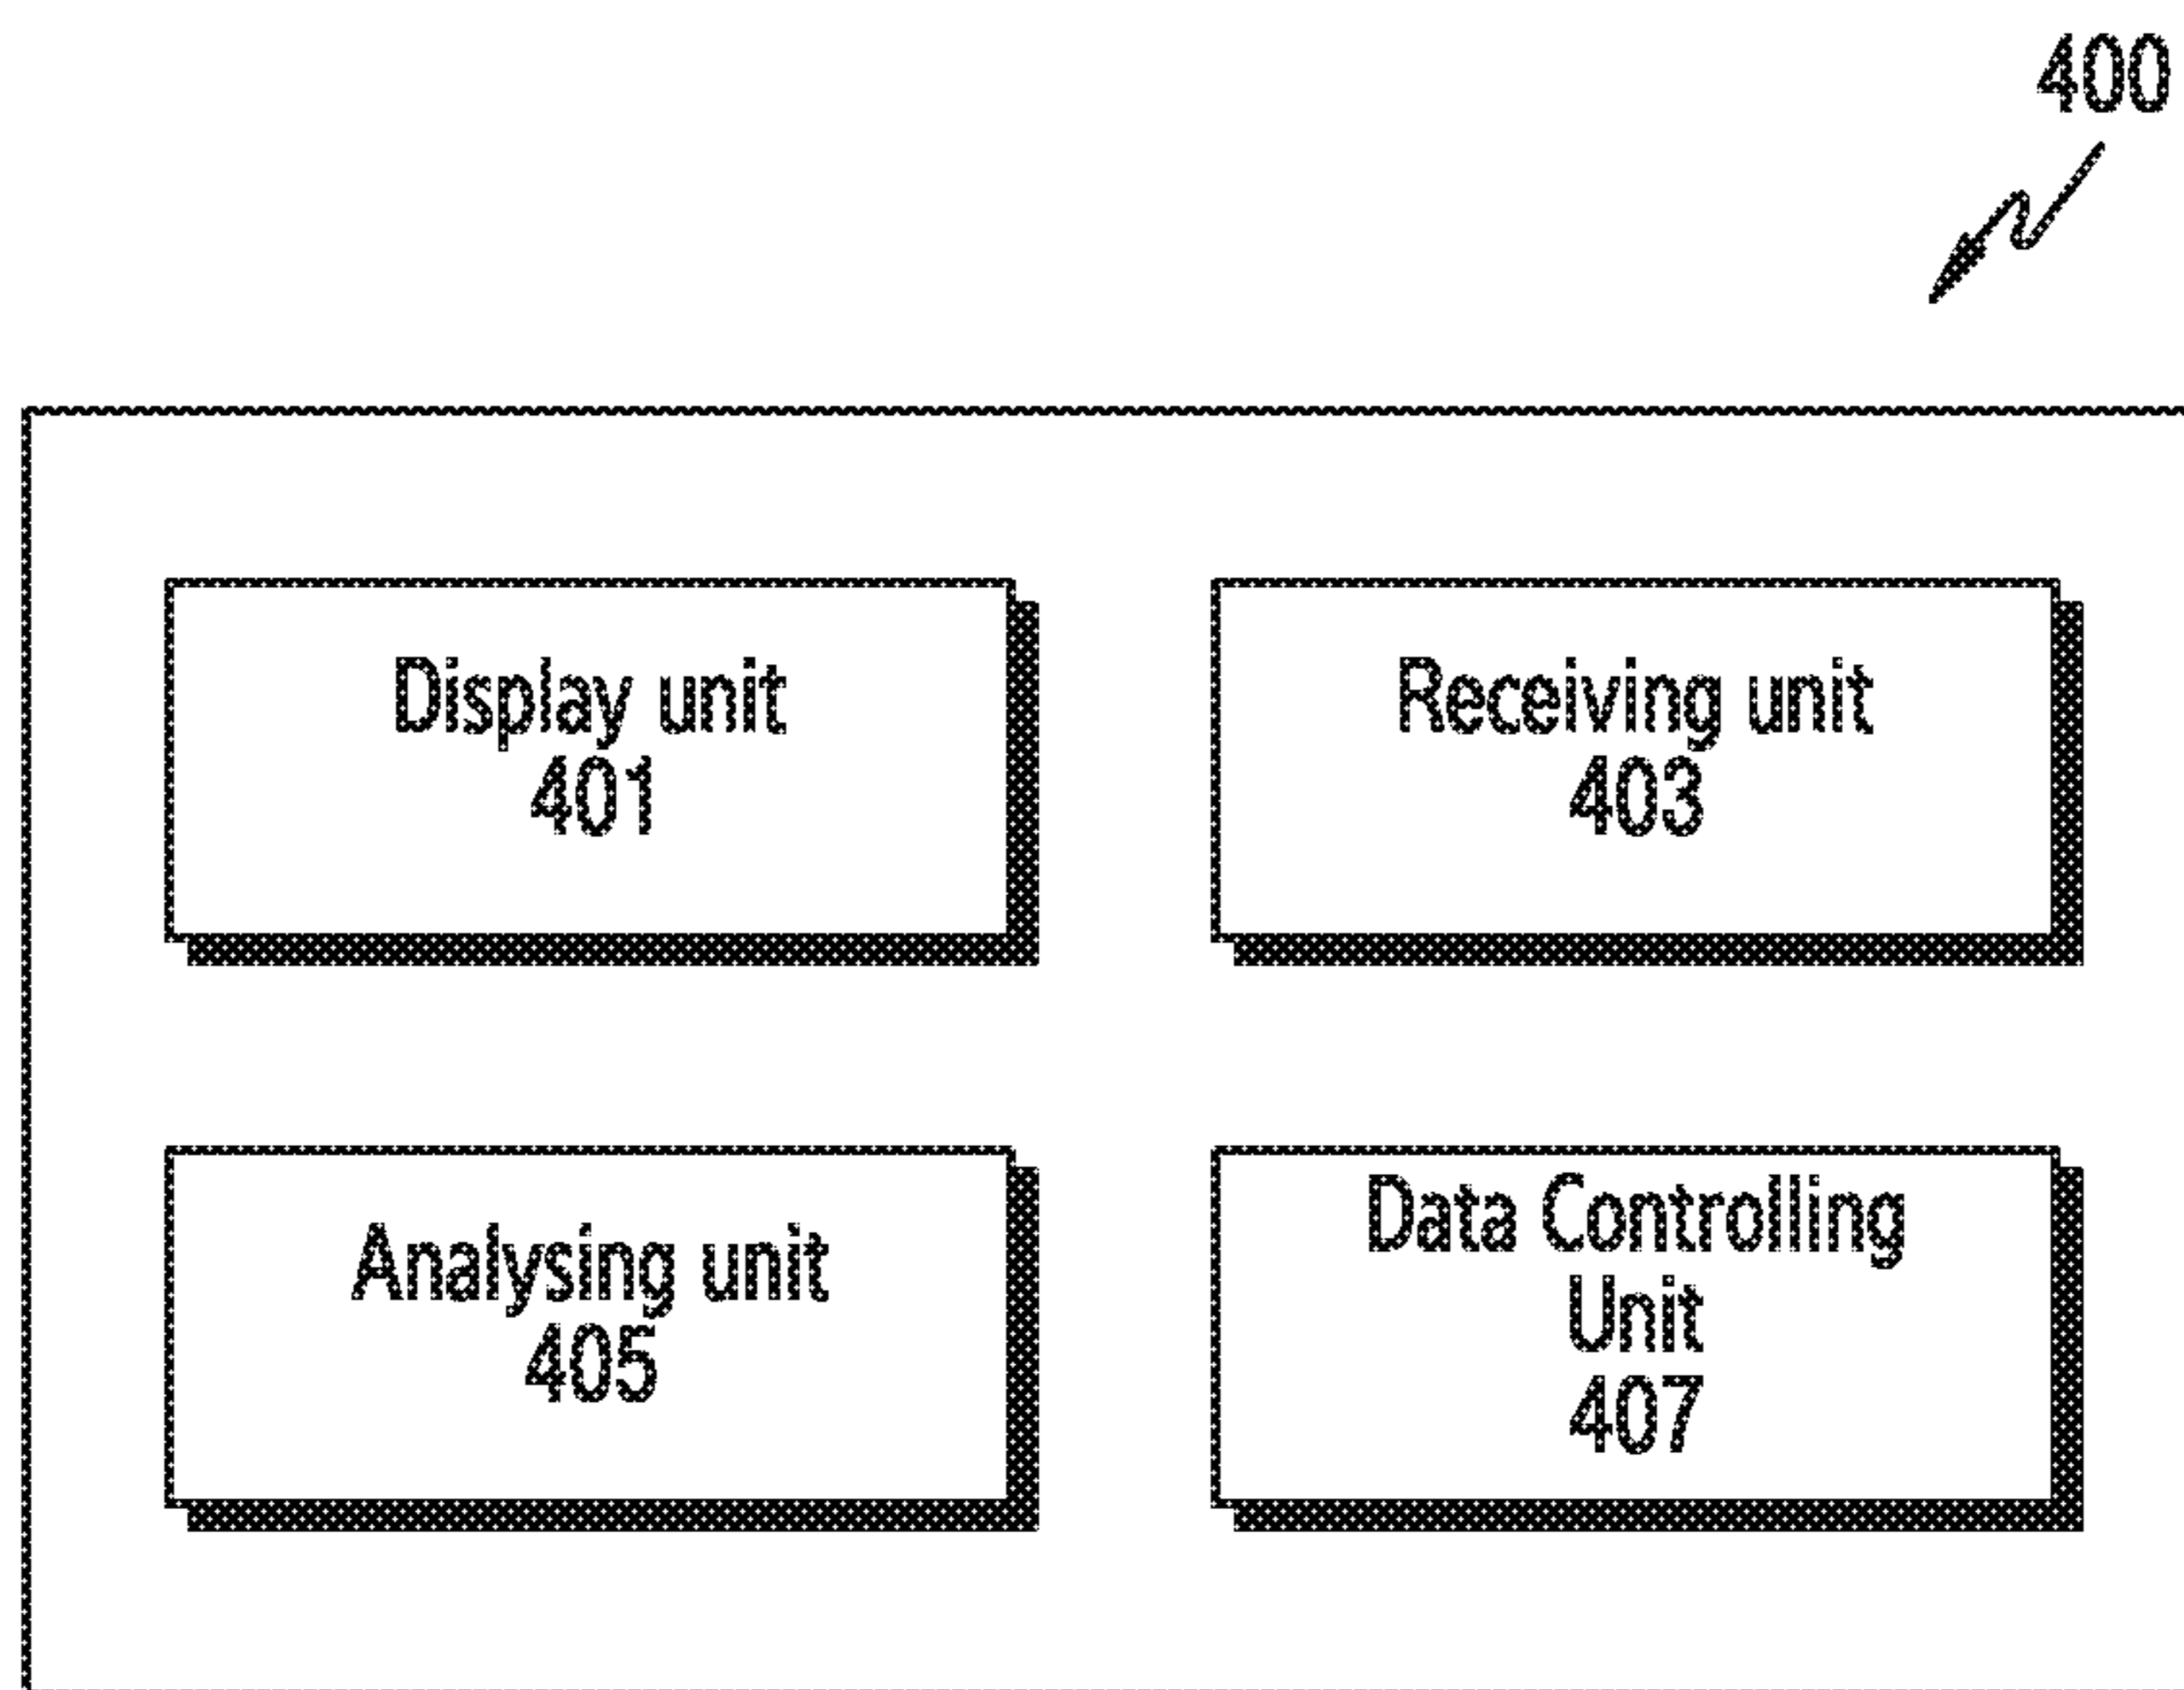 400
Display unit
401
Receiving unit
403
Analysing unit
405
Data Controlling
Unit
407